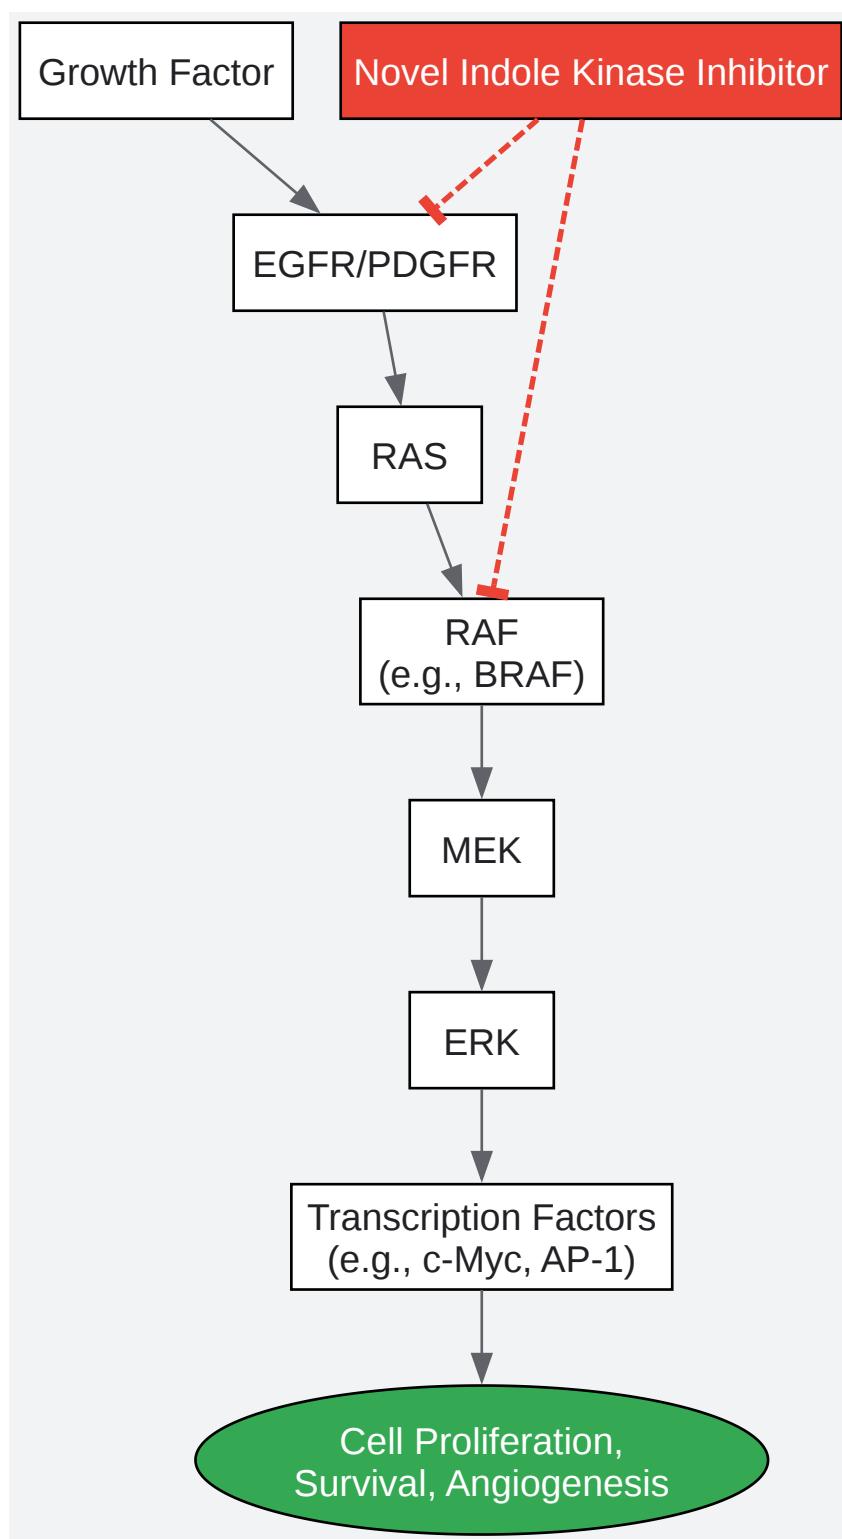 Growth Factor
Novel Indole Kinase Inhibitor
EGFR/PDGFR
RAS
RAF
(e.g., BRAF)
MEK
ERK
Transcription Factors
(e.g., c-Myc, AP-1)
Cell Proliferation,
Survival, Angiogenesis